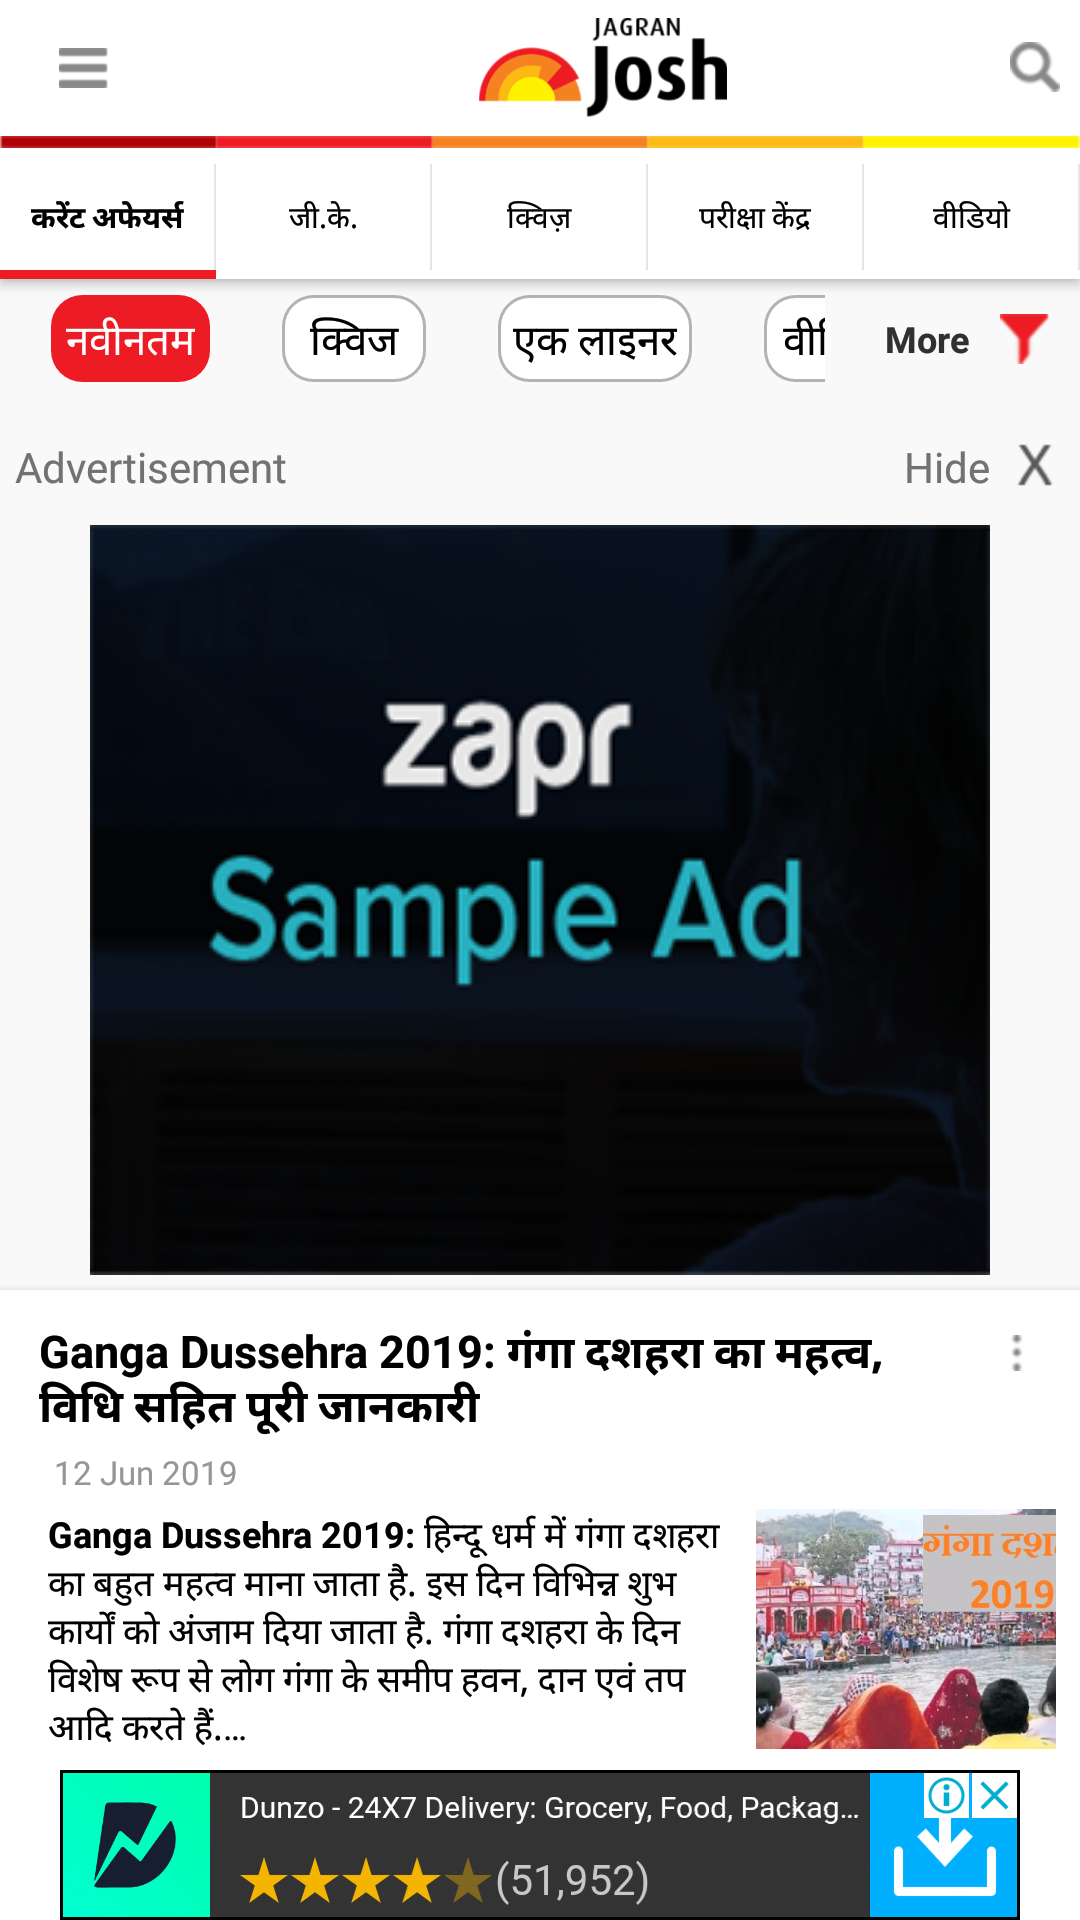 JAGRAN
Josh
करेंट अफेयर्स
जी.के.
क्विज़
परीक्षा केंद्र
वीडियो
नवीनतम
क्विज
एक लाइनर
More
Advertisement
Hide X
THE END
zapr
Sample Ad
Ganga Dussehra 2019: गंगा दशहरा का महत्व,
विधि सहित पूरी जानकारी
12 Jun 2019
Ganga Dussehra 2019: हिन्दू धर्म में गंगा दशहरा
का बहुत महत्व माना जाता है. इस दिन विभिन्न शुभ
कार्यों को अंजाम दिया जाता है. गंगा दशहरा के दिन
विशेष रूप से लोग गंगा के समीप हवन, दान एवं तप
आदि करते हैं....
गंगा
2019
Dunzo - 24X7 Delivery: Grocery, Food, Packag...
(51,952)